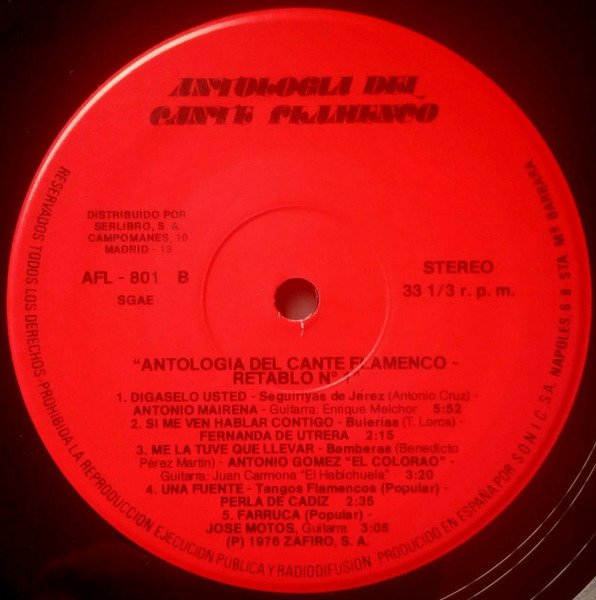 ANTOLOGIA DEL
CANTE FLAMENCO
DISTRIBUIDO POR
SERLIBRO, S. A.
CAMPOMANES, 10
MADRID - 13
AFL - 801 B
SGAE
STEREO
33 1/3 r. p. m.
"ANTOLOGIA DEL CANTE FLAMENCO -
RETABLO N.º 1"
1. DIGASELO USTED - Seguirriyas de Jerez (Antonio Cruz) -
ANTONIO MAIRENA - Guitarra: Enrique Melchor 5:52
2. SI ME VEN HABLAR CONTIGO - Bulerías (T. Lorca) -
FERNANDA DE UTRERA 2:15
3. ME LA TUVE QUE LLEVAR - Bamberas (Benedicto
Pérez Martín) - ANTONIO GOMEZ "EL COLORAO" -
Guitarra: Juan Carmona "El Habichuela" 3:20
4. UNA FUENTE - Tangos Flamencos (Popular) -
PERLA DE CADIZ 2:35
5. FARRUCA (Popular) -
JOSE MOTOS, Guitarra 3:05
(P) 1976 ZAFIRO, S. A.
RESERVADOS TODOS LOS DERECHOS-PROHIBIDA LA REPRODUCCION EJECUCION PUBLICA Y RADIODIFUSION / PRODUCIDO EN ESPAÑA POR S.O.N.I.C., S.A. NAPOLES, 6 B STA. Mª BARBARA